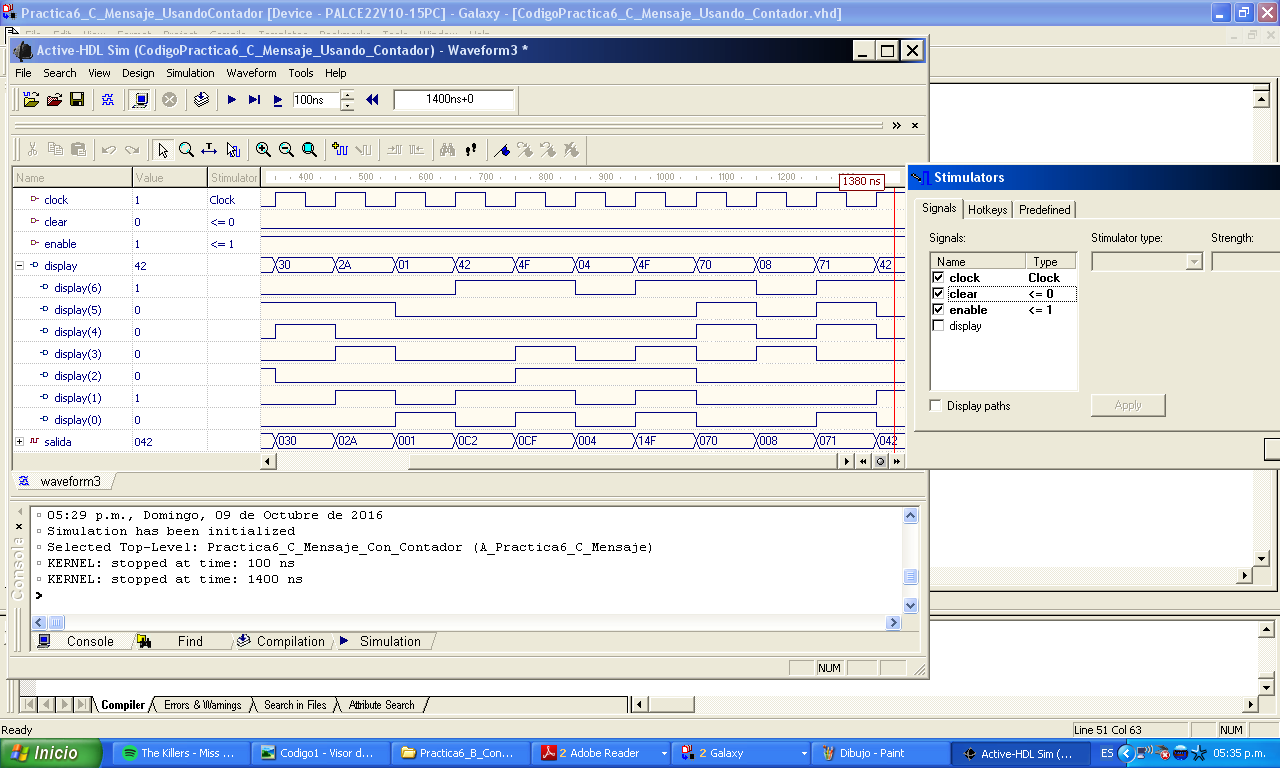 Practica6_C_Mensaje_UsandoContador [Device - PALCE22V10-15PC] - Galaxy - [CodigoPractica6_C_Mensaje_Usando_Contador.vhd]
Active-HDL Sim (CodigoPractica6_C_Mensaje_Usando_Contador) - Waveform3 *
File Search View Design Simulation Waveform Tools Help
100ns 1400ns+0
Name Value Stimulator 400 500 600 700 800 900 1000 1100 1200
1380 ns
clock 1 Clock
clear 0 <= 0
enable 1 <= 1
display 42 30 2A 01 42 4F 04 4F 70 08 71 42
display(6) 1
display(5) 0
display(4) 0
display(3) 0
display(2) 0
display(1) 1
display(0) 0
salida 042 030 02A 001 0C2 0CF 004 14F 070 008 071 042
waveform3
Stimulators
Signals Hotkeys Predefined
Signals: Stimulator type: Strength:
Name Type
clock Clock
clear <= 0
enable <= 1
display
Display paths Apply
Consola
05:29 p.m., Domingo, 09 de Octubre de 2016
Simulation has been initialized
Selected Top-Level: Practica6_C_Mensaje_Con_Contador (A_Practica6_C_Mensaje)
KERNEL: stopped at time: 100 ns
KERNEL: stopped at time: 1400 ns
>
Console Find Compilation Simulation
NUM
Compiler Errors & Warnings Search in Files Attribute Search
Ready Line 51 Col 63 NUM
Inicio The Killers - Miss ... Codigo1 - Visor d... Practica6_B_Con... 2 Adobe Reader 2 Galaxy Dibujo - Paint Active-HDL Sim (... ES 05:35 p.m.